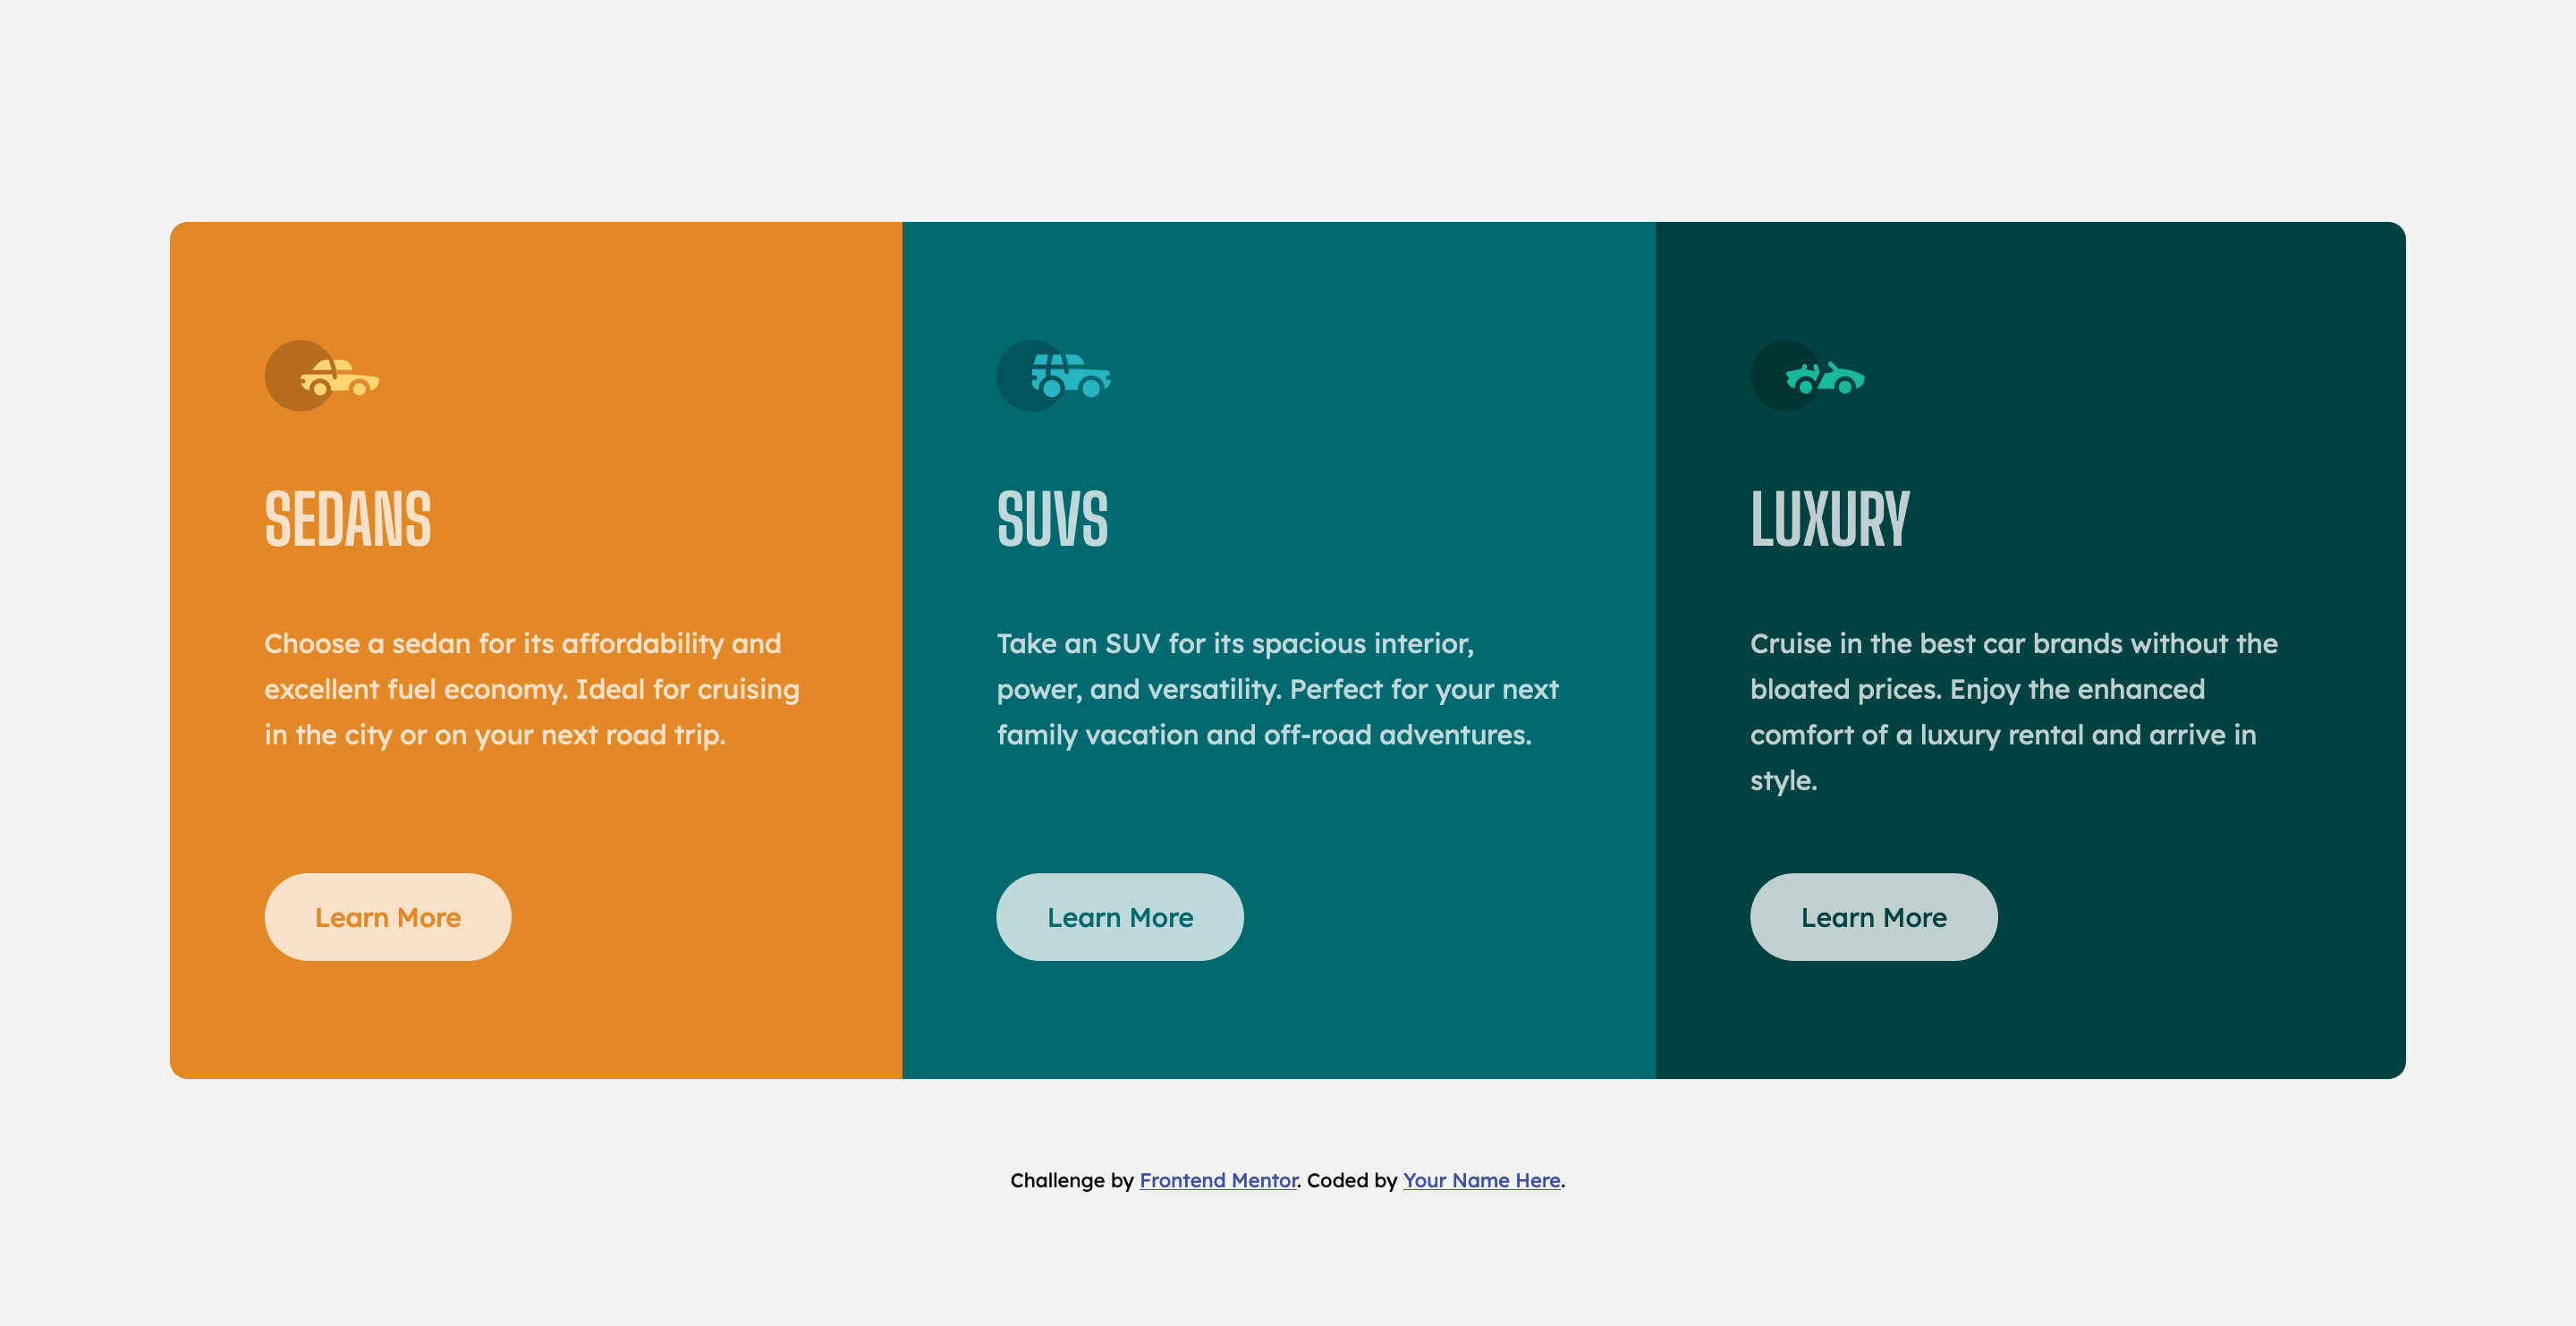 SEDANS
Choose a sedan for its affordability and
excellent fuel economy. Ideal for cruising
in the city or on your next road trip.
Learn More
SUVS
Take an SUV for its spacious interior,
power, and versatility. Perfect for your next
family vacation and off-road adventures.
Learn More
LUXURY
Cruise in the best car brands without the
bloated prices. Enjoy the enhanced
comfort of a luxury rental and arrive in
style.
Learn More
Challenge by Frontend Mentor. Coded by Your Name Here.